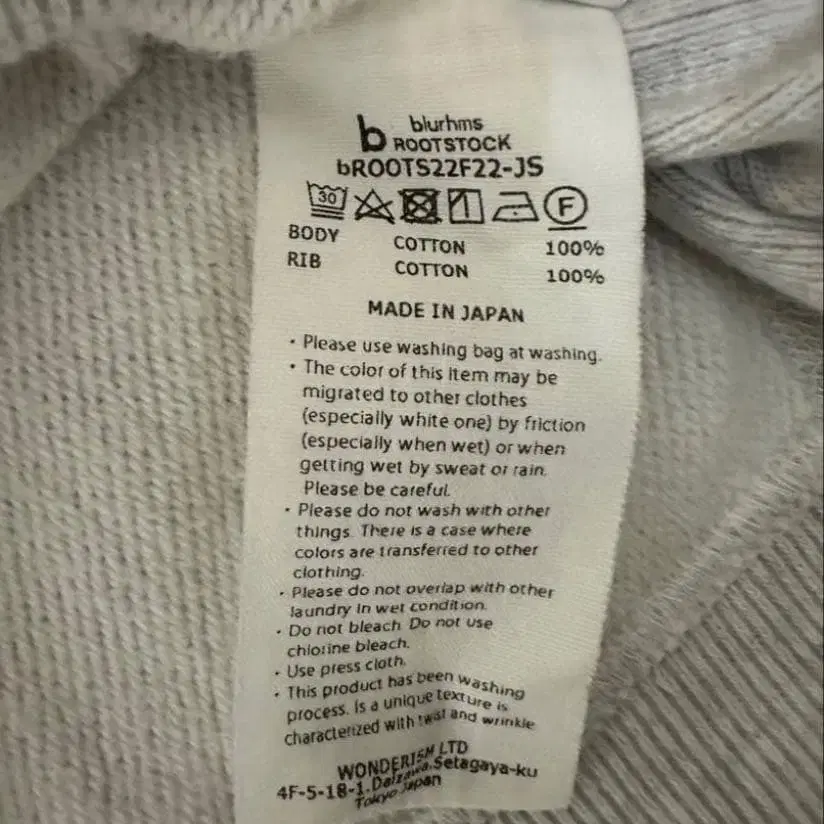 b blurhms
ROOTSTOCK
bROOTS22F22-JS
30 F
BODY COTTON 100%
RIB COTTON 100%
MADE IN JAPAN
· Please use washing bag at washing.
· The color of this item may be
migrated to other clothes
(especially white one) by friction
(especially when wet) or when
getting wet by sweat or rain.
Please be careful.
· Please do not wash with other
things. There is a case where
colors are transferred to other
clothing.
· Please do not overlap with other
laundry in wet condition.
· Do not bleach. Do not use
chlorine bleach.
· Use press cloth.
· This product has been washing
process. Is a unique texture is
characterized with twist and wrinkle
WONDERISM LTD
4F-5-18-1.Daizawa.Setagaya-ku
Tokyo Japan